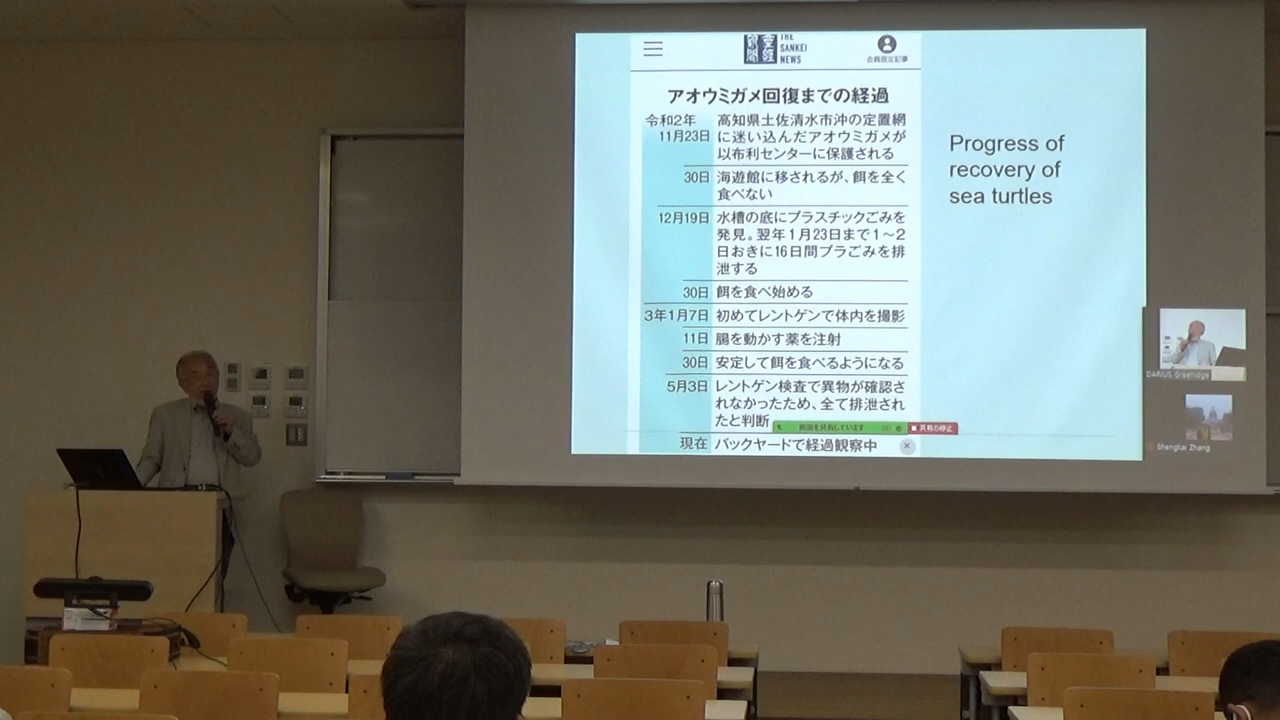 産経新聞
THE
SANKEI
NEWS
会員限定記事
アオウミガメ回復までの経過
令和2年
11月23日 高知県土佐清水市沖の定置網
に迷い込んだアオウミガメが
以布利センターに保護される
30日 海遊館に移されるが、餌を全く
食べない
12月19日 水槽の底にプラスチックごみを
発見。翌年1月23日まで1～2
日おきに16日間プラごみを排
泄する
30日 餌を食べ始める
3年1月7日 初めてレントゲンで体内を撮影
11日 腸を動かす薬を注射
30日 安定して餌を食べるようになる
5月3日 レントゲン検査で異物が確認さ
れなかったため、全て排泄され
たと判断
現在 バックヤードで経過観察中
画面を共有しています
共有の停止
Progress of
recovery of
sea turtles
DARIUS Greenidge
Shengkai Zhang